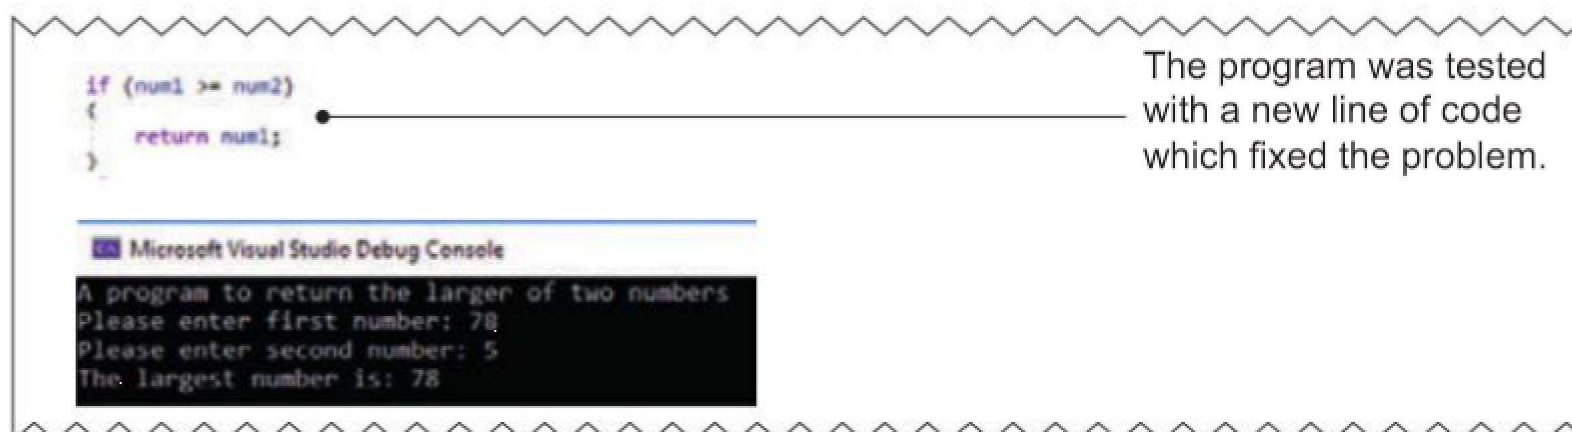 if (num1 >= num2)
{
return num1;
}
The program was tested
with a new line of code
which fixed the problem.
Microsoft Visual Studio Debug Console
A program to return the larger of two numbers
Please enter first number: 78
Please enter second number: 5
The largest number is: 78